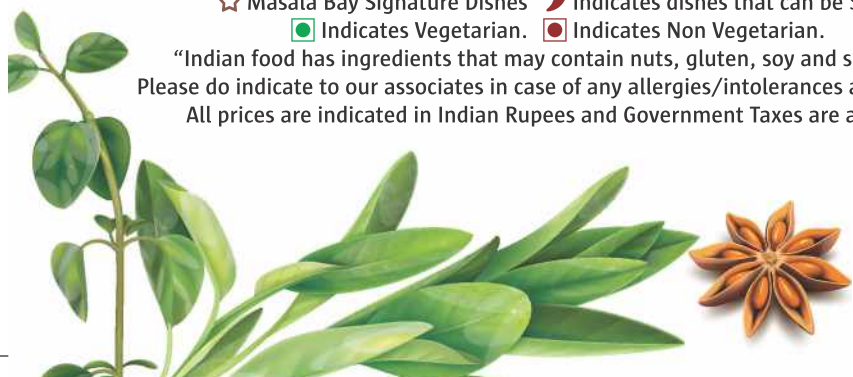 Masala Bay Signature Dishes indicates dishes that can be
Indicates Vegetarian. Indicates Non Vegetarian.
“Indian food has ingredients that may contain nuts, gluten, soy and s
Please do indicate to our associates in case of any allergies/intolerances a
All prices are indicated in Indian Rupees and Government Taxes are a